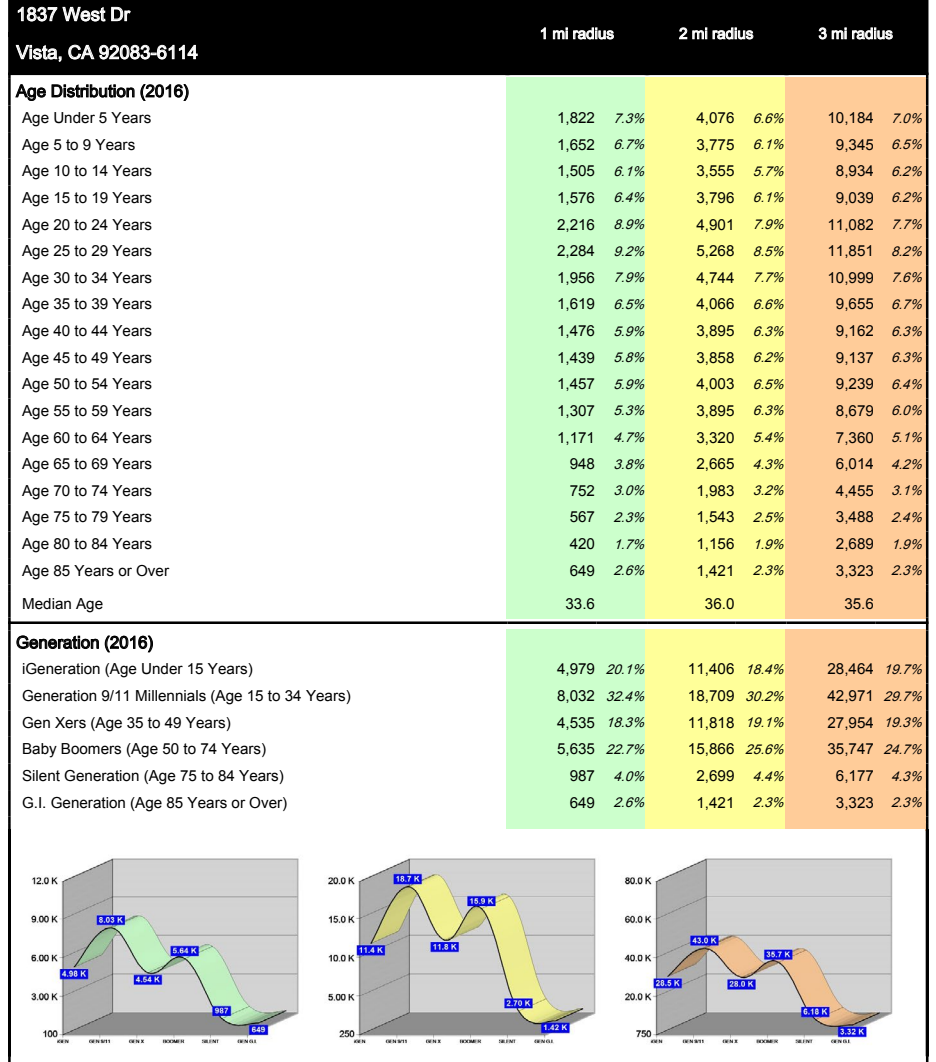 1837 West Dr
Vista, CA 92083-6114
1 mi radius 2 mi radius 3 mi radius
Age Distribution (2016)
Age Under 5 Years 1,822 7.3% 4,076 6.6% 10,184 7.0%
Age 5 to 9 Years 1,652 6.7% 3,775 6.1% 9,345 6.5%
Age 10 to 14 Years 1,505 6.1% 3,555 5.7% 8,934 6.2%
Age 15 to 19 Years 1,576 6.4% 3,796 6.1% 9,039 6.2%
Age 20 to 24 Years 2,216 8.9% 4,901 7.9% 11,082 7.7%
Age 25 to 29 Years 2,284 9.2% 5,268 8.5% 11,851 8.2%
Age 30 to 34 Years 1,956 7.9% 4,744 7.7% 10,999 7.6%
Age 35 to 39 Years 1,619 6.5% 4,066 6.6% 9,655 6.7%
Age 40 to 44 Years 1,476 5.9% 3,895 6.3% 9,162 6.3%
Age 45 to 49 Years 1,439 5.8% 3,858 6.2% 9,137 6.3%
Age 50 to 54 Years 1,457 5.9% 4,003 6.5% 9,239 6.4%
Age 55 to 59 Years 1,307 5.3% 3,895 6.3% 8,679 6.0%
Age 60 to 64 Years 1,171 4.7% 3,320 5.4% 7,360 5.1%
Age 65 to 69 Years 948 3.8% 2,665 4.3% 6,014 4.2%
Age 70 to 74 Years 752 3.0% 1,983 3.2% 4,455 3.1%
Age 75 to 79 Years 567 2.3% 1,543 2.5% 3,488 2.4%
Age 80 to 84 Years 420 1.7% 1,156 1.9% 2,689 1.9%
Age 85 Years or Over 649 2.6% 1,421 2.3% 3,323 2.3%
Median Age 33.6 36.0 35.6
Generation (2016)
iGeneration (Age Under 15 Years) 4,979 20.1% 11,406 18.4% 28,464 19.7%
Generation 9/11 Millennials (Age 15 to 34 Years) 8,032 32.4% 18,709 30.2% 42,971 29.7%
Gen Xers (Age 35 to 49 Years) 4,535 18.3% 11,818 19.1% 27,954 19.3%
Baby Boomers (Age 50 to 74 Years) 5,635 22.7% 15,866 25.6% 35,747 24.7%
Silent Generation (Age 75 to 84 Years) 987 4.0% 2,699 4.4% 6,177 4.3%
G.I. Generation (Age 85 Years or Over) 649 2.6% 1,421 2.3% 3,323 2.3%
12.0 K
9.00 K
6.00 K
3.00 K
100
4.98 K
8.03 K
4.54 K
5.64 K
987
649
iGEN GEN 9/11 GEN X BOOMER SILENT GEN G.I.
20.0 K
15.0 K
10.0 K
5.00 K
250
11.4 K
18.7 K
11.8 K
15.9 K
2.70 K
1.42 K
iGEN GEN 9/11 GEN X BOOMER SILENT GEN G.I.
80.0 K
60.0 K
40.0 K
20.0 K
750
28.5 K
43.0 K
28.0 K
35.7 K
6.18 K
3.32 K
iGEN GEN 9/11 GEN X BOOMER SILENT GEN G.I.